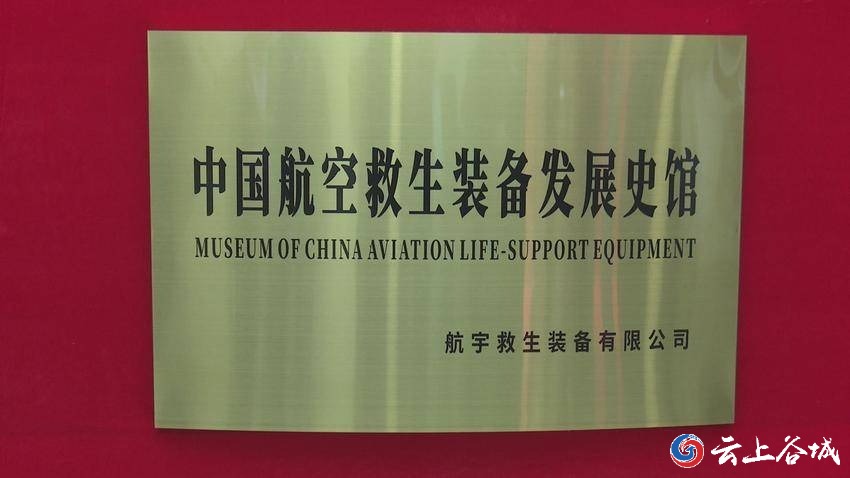 中国航空救生装备发展史馆
MUSEUM OF CHINA AVIATION LIFE-SUPPORT EQUIPMENT
航宇救生装备有限公司
云上谷城